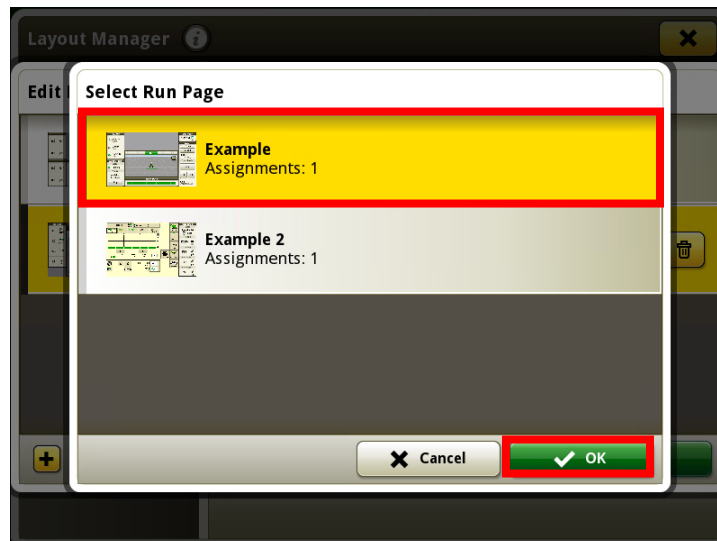 Layout Manager
Edit
Select Run Page
Example
Assignments: 1
Example 2
Assignments: 1
Cancel
OK